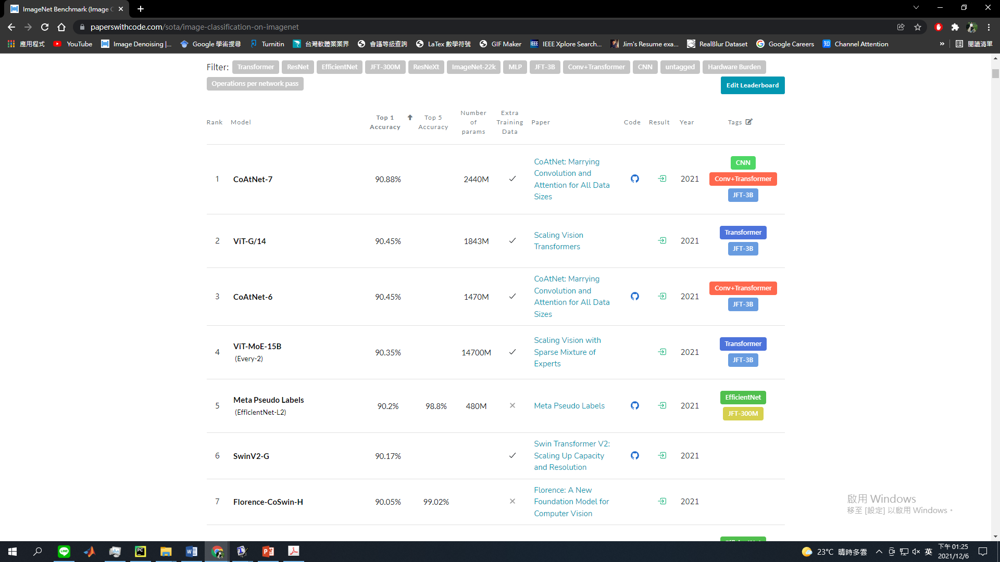 ImageNet Benchmark (Image C
paperswithcode.com/sota/image-classification-on-imagenet
應用程式 YouTube Image Denoising |... Google 學術搜尋 Turnitin 台灣軟體業業界 會議等級查詢 LaTex 數學符號 GIF Maker IEEE Xplore Search... Jim's Resume exa... RealBlur Dataset Google Careers Channel Attention » 閱讀清單
Filter: Transformer ResNet EfficientNet JFT-300M ResNeXt ImageNet-22k MLP JFT-3B Conv+Transformer CNN untagged Hardware Burden
Operations per network pass
Edit Leaderboard
Rank Model Top 1 Accuracy Top 5 Accuracy Number of params Extra Training Data Paper Code Result Year Tags
1 CoAtNet-7 90.88% 2440M ✓ CoAtNet: Marrying Convolution and Attention for All Data Sizes 2021 CNN Conv+Transformer JFT-3B
2 ViT-G/14 90.45% 1843M ✓ Scaling Vision Transformers 2021 Transformer JFT-3B
3 CoAtNet-6 90.45% 1470M ✓ CoAtNet: Marrying Convolution and Attention for All Data Sizes 2021 Conv+Transformer JFT-3B
4 ViT-MoE-15B (Every-2) 90.35% 14700M ✓ Scaling Vision with Sparse Mixture of Experts 2021 Transformer JFT-3B
5 Meta Pseudo Labels (EfficientNet-L2) 90.2% 98.8% 480M × Meta Pseudo Labels 2021 EfficientNet JFT-300M
6 SwinV2-G 90.17% ✓ Swin Transformer V2: Scaling Up Capacity and Resolution 2021
7 Florence-CoSwin-H 90.05% 99.02% × Florence: A New Foundation Model for Computer Vision 2021
啟用 Windows
移至 [設定] 以啟用 Windows。
23°C 晴時多雲 英 下午 01:25
2021/12/6